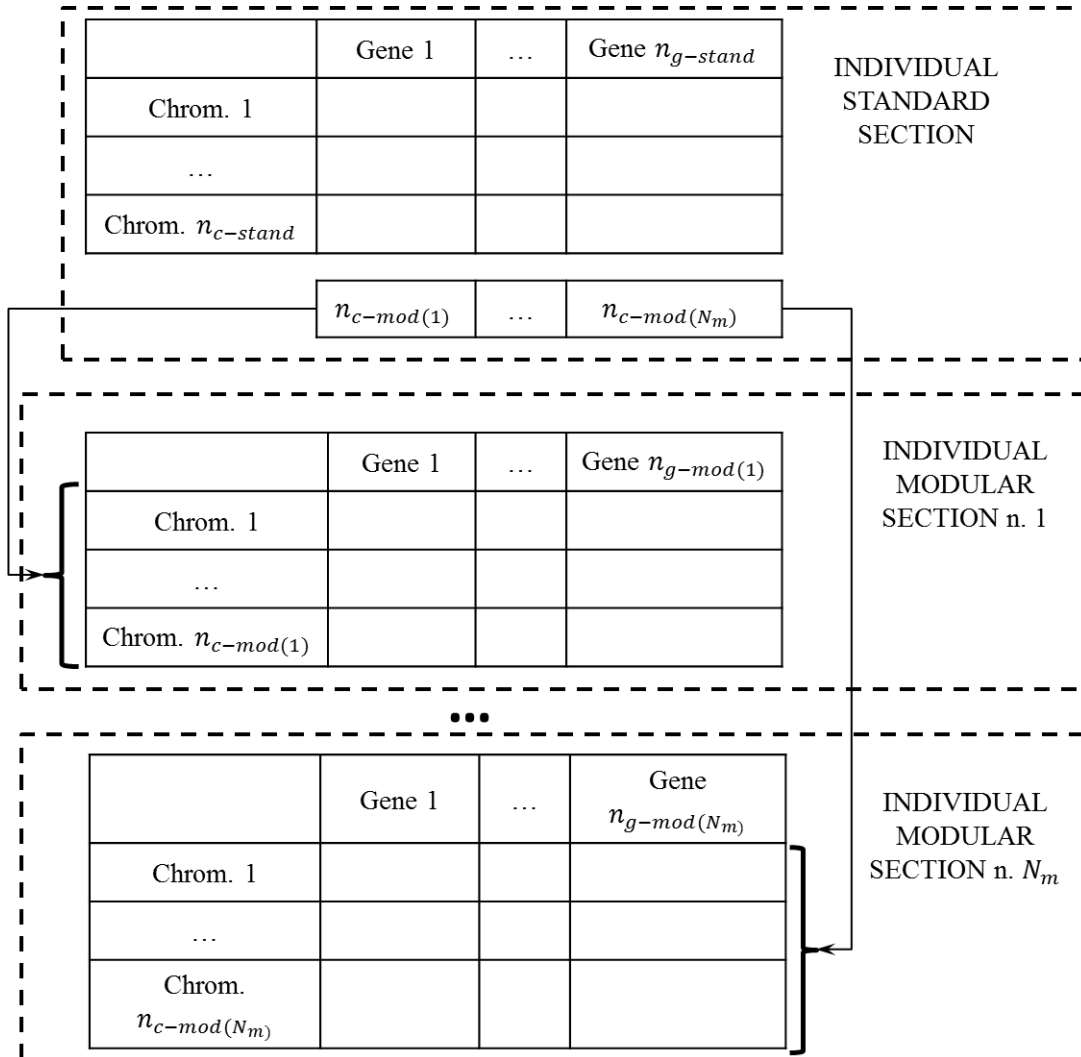 Gene 1 … Gene n_{g-stand}
INDIVIDUAL
STANDARD
SECTION
Chrom. 1
…
Chrom. n_{c-stand}
n_{c-mod(1)} … n_{c-mod(N_m)}
Gene 1 … Gene n_{g-mod(1)}
INDIVIDUAL
MODULAR
SECTION n. 1
Chrom. 1
…
Chrom. n_{c-mod(1)}
…
Gene 1 … Gene
n_{g-mod(N_m)}
INDIVIDUAL
MODULAR
SECTION n. N_m
Chrom. 1
…
Chrom.
n_{c-mod(N_m)}